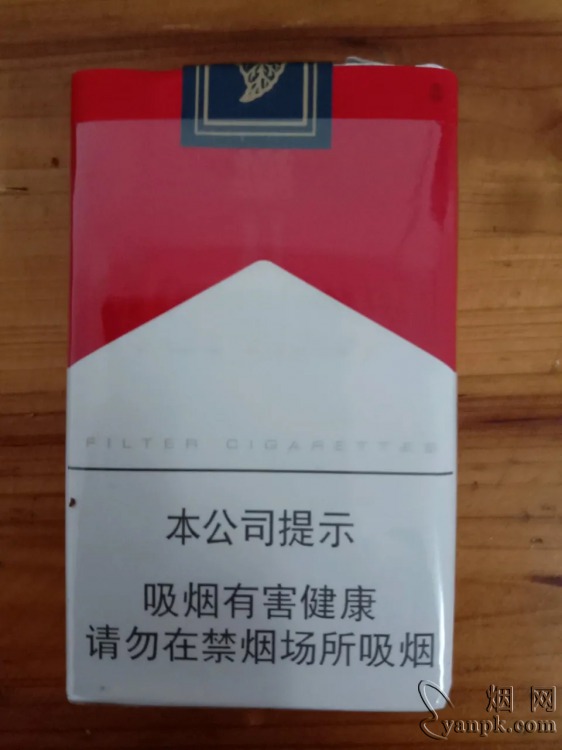 FILTER CIGARETTES
本公司提示
吸烟有害健康
请勿在禁烟场所吸烟
烟网
yanpk.com